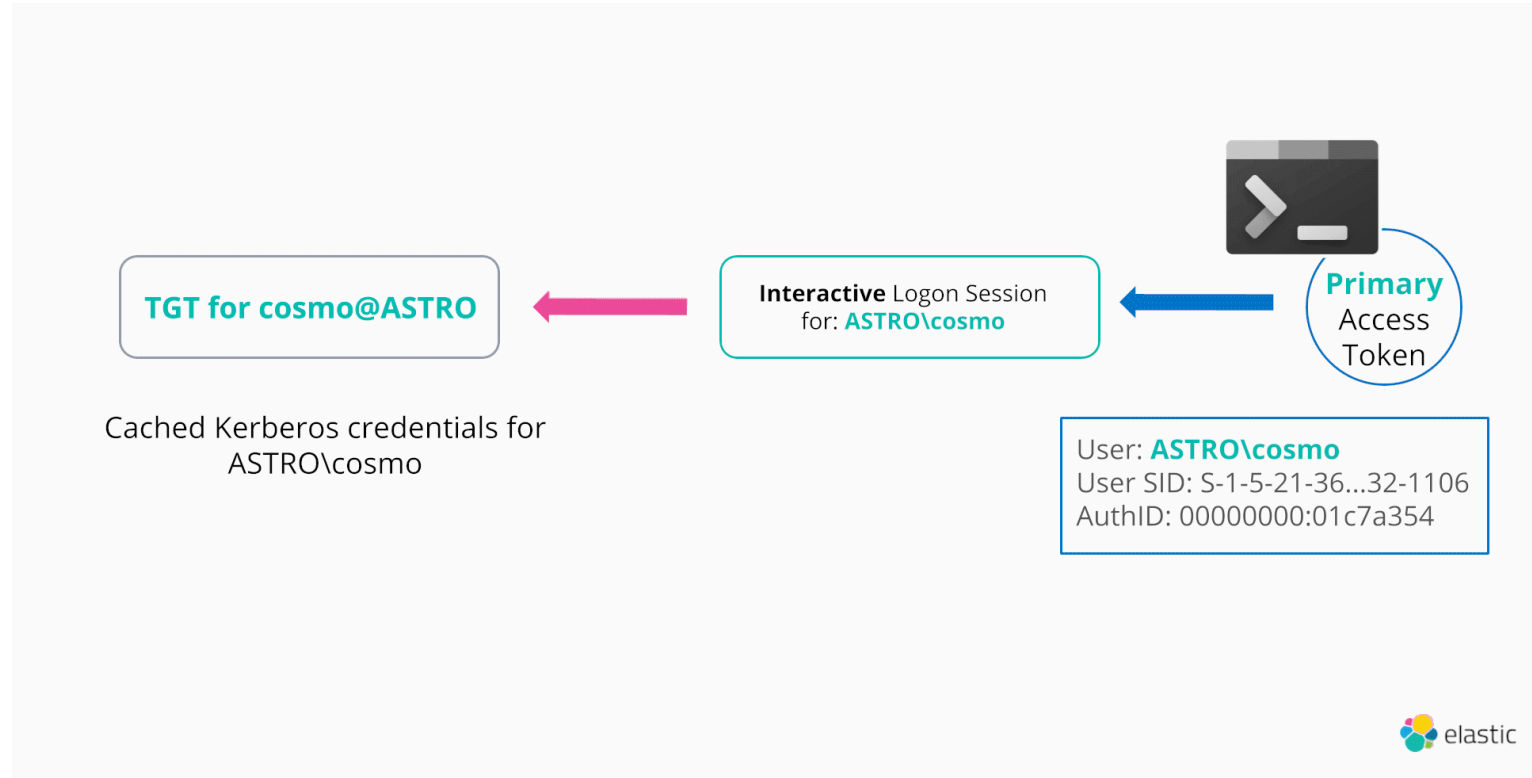 TGT for cosmo@ASTRO
Cached Kerberos credentials for
ASTRO\cosmo
Interactive Logon Session
for: ASTRO\cosmo
Primary
Access
Token
User: ASTRO\cosmo
User SID: S-1-5-21-36...32-1106
AuthID: 00000000:01c7a354
elastic